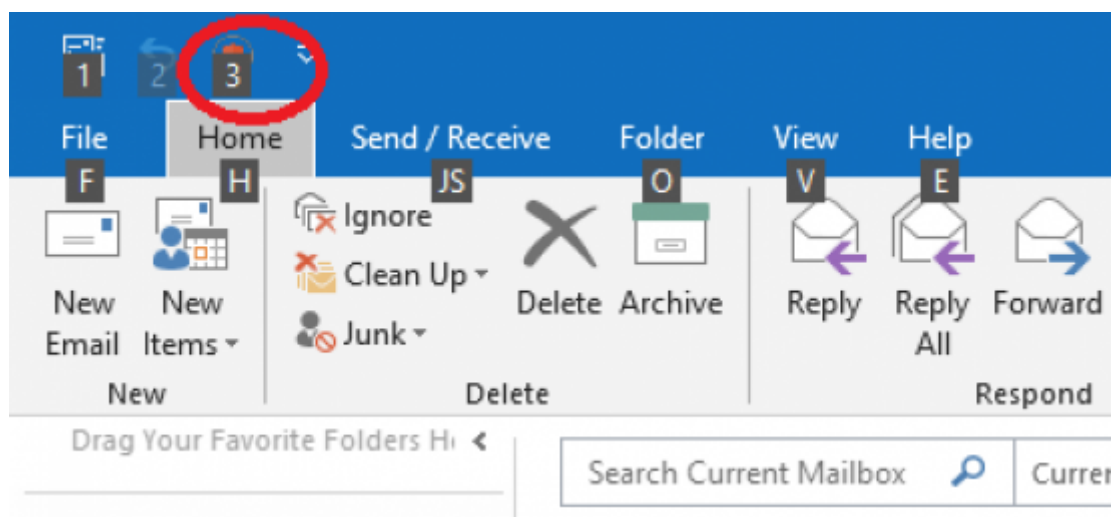 1 2 3
File Home Send / Receive Folder View Help
F H JS O V E
Ignore
Clean Up
Junk
New Email
New Items
Delete
Archive
Reply
Reply All
Forward
New Delete Respond
Drag Your Favorite Folders
Search Current Mailbox